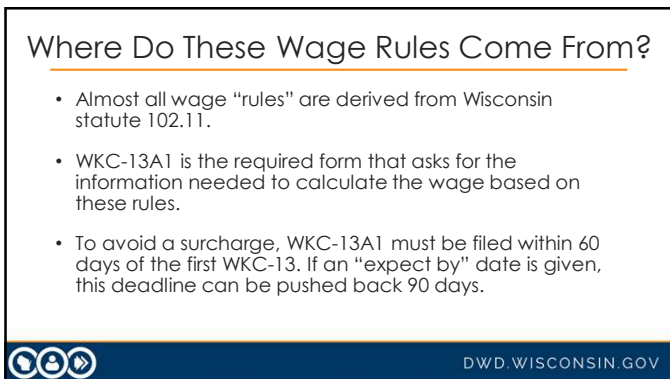 Where Do These Wage Rules Come From?
• Almost all wage “rules” are derived from Wisconsin
statute 102.11.
• WKC-13A1 is the required form that asks for the
information needed to calculate the wage based on
these rules.
• To avoid a surcharge, WKC-13A1 must be filed within 60
days of the first WKC-13. If an “expect by” date is given,
this deadline can be pushed back 90 days.
DWD.WISCONSIN.GOV